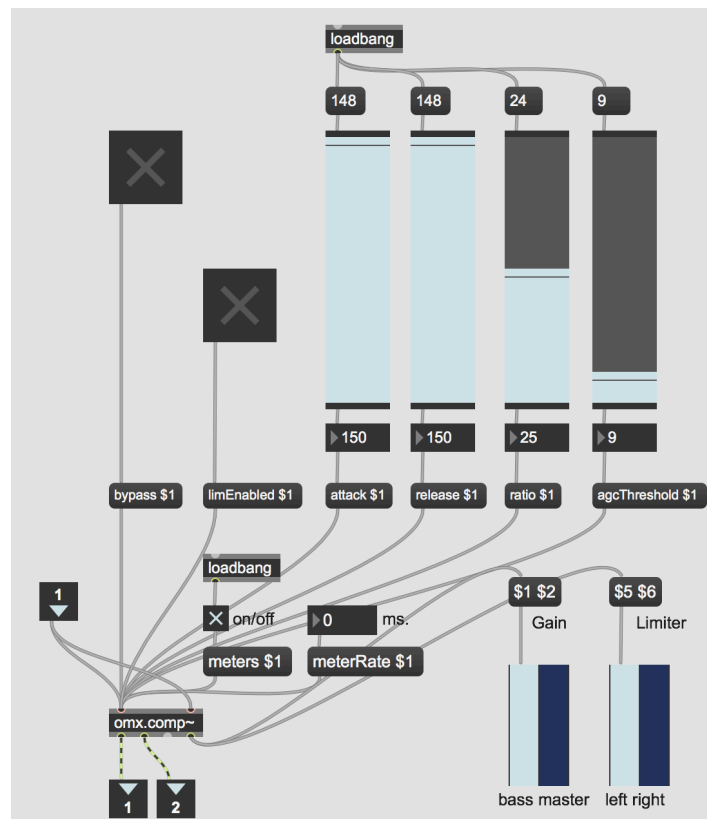 loadbang
148
148
24
9
150
150
25
9
bypass $1
limEnabled $1
attack $1
release $1
ratio $1
agcThreshold $1
loadbang
1
on/off
0
ms.
$1 $2
$5 $6
Gain
Limiter
meters $1
meterRate $1
omx.comp~
1
2
bass master
left right